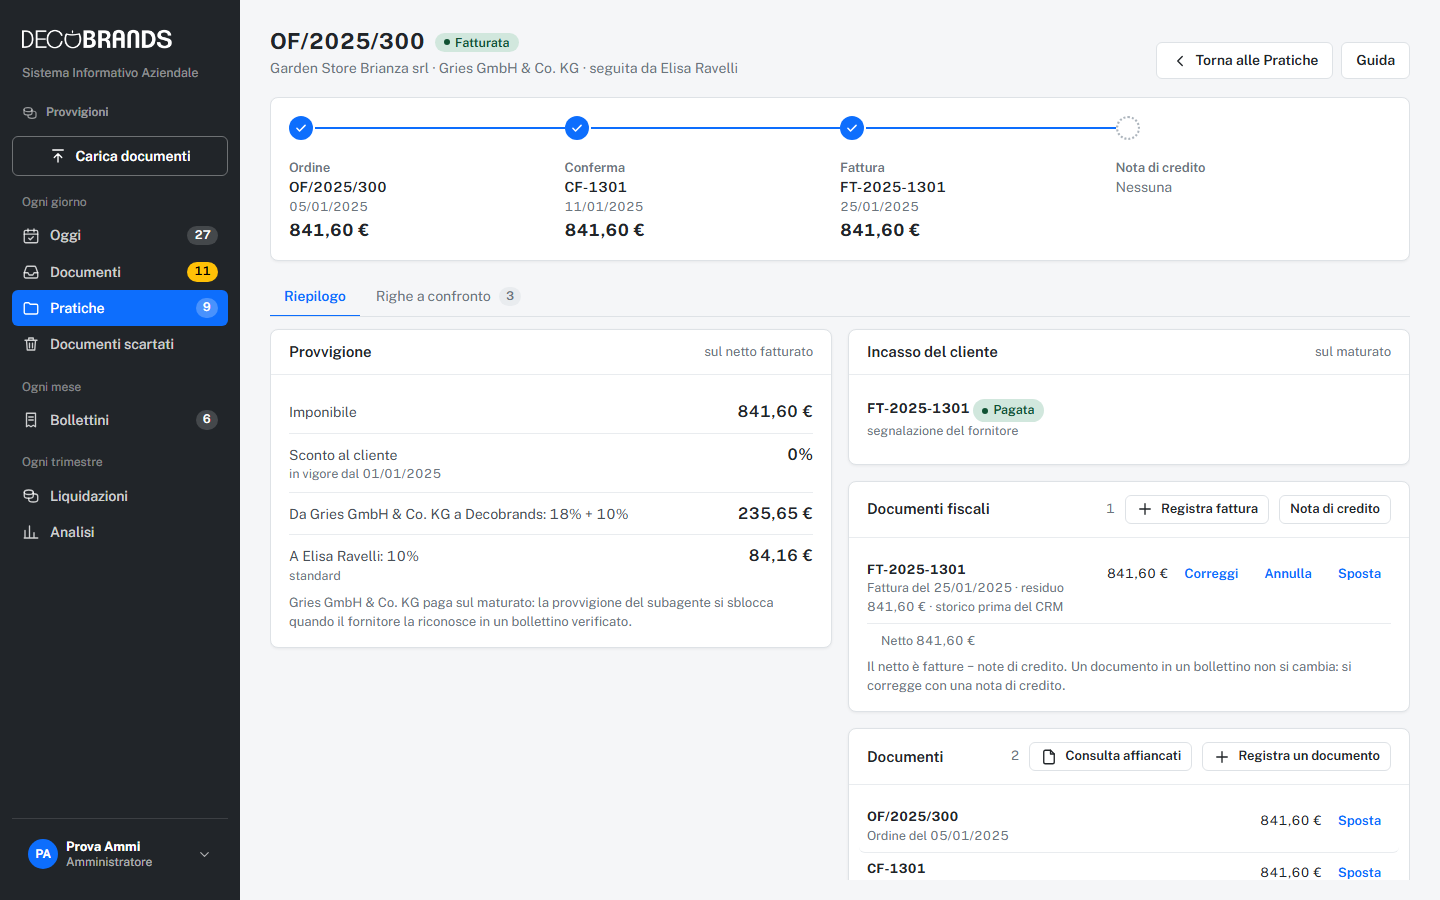 DECOBRANDS
Sistema Informativo Aziendale
Provvigioni
Carica documenti
Ogni giorno
Oggi 27
Documenti 11
Pratiche 9
Documenti scartati
Ogni mese
Bollettini 6
Ogni trimestre
Liquidazioni
Analisi
PA Prova Ammi
Amministratore
OF/2025/300 Fatturata
Garden Store Brianza srl · Gries GmbH & Co. KG · seguita da Elisa Ravelli
Torna alle Pratiche
Guida
Ordine
OF/2025/300
05/01/2025
841,60 €
Conferma
CF-1301
11/01/2025
841,60 €
Fattura
FT-2025-1301
25/01/2025
841,60 €
Nota di credito
Nessuna
Riepilogo
Righe a confronto 3
Provvigione sul netto fatturato
Imponibile 841,60 €
Sconto al cliente 0%
in vigore dal 01/01/2025
Da Gries GmbH & Co. KG a Decobrands: 18% + 10% 235,65 €
A Elisa Ravelli: 10% 84,16 €
standard
Gries GmbH & Co. KG paga sul maturato: la provvigione del subagente si sblocca
quando il fornitore la riconosce in un bollettino verificato.
Incasso del cliente sul maturato
FT-2025-1301 Pagata
segnalazione del fornitore
Documenti fiscali 1 Registra fattura Nota di credito
FT-2025-1301 841,60 € Correggi Annulla Sposta
Fattura del 25/01/2025 · residuo
841,60 € · storico prima del CRM
Netto 841,60 €
Il netto è fatture − note di credito. Un documento in un bollettino non si cambia: si
corregge con una nota di credito.
Documenti 2 Consulta affiancati Registra un documento
OF/2025/300 841,60 € Sposta
Ordine del 05/01/2025
CF-1301 841,60 € Sposta